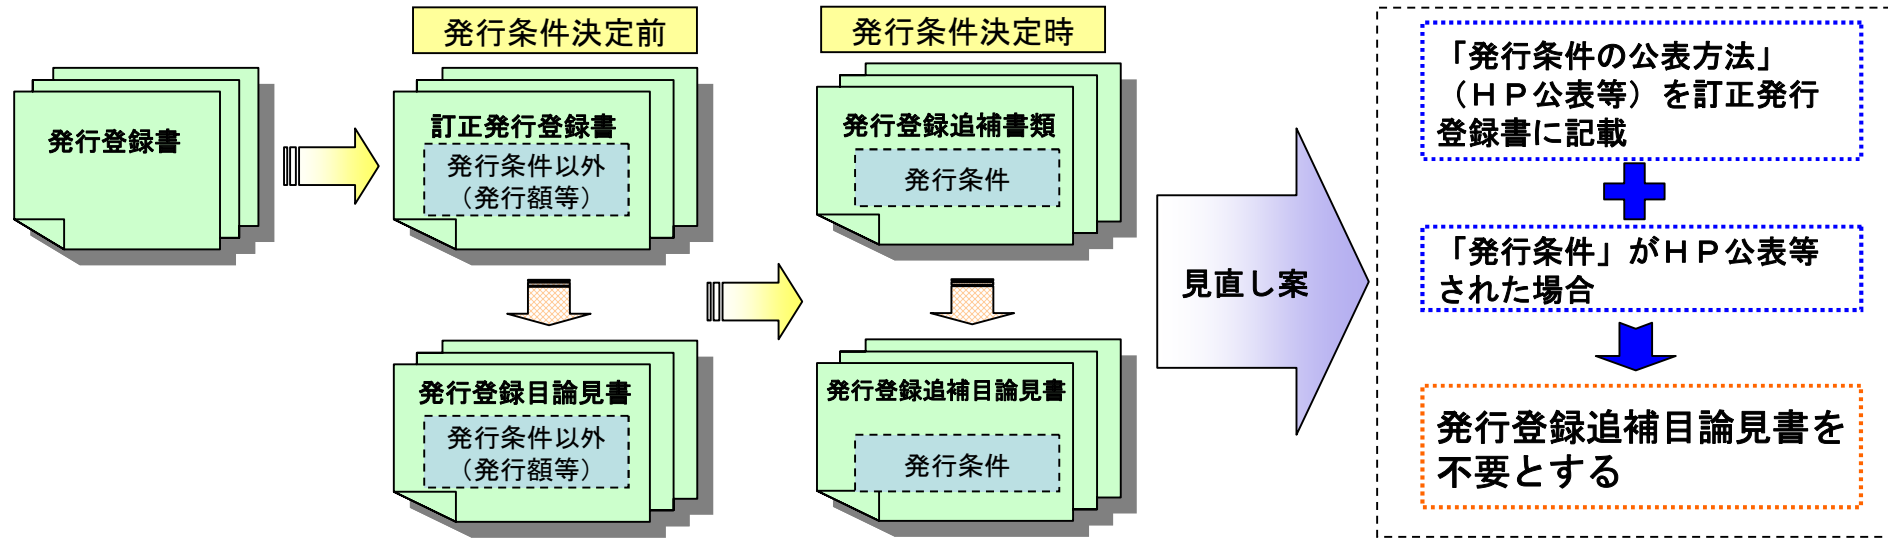 発行条件決定前
発行条件決定時
発行登録書
訂正発行登録書
発行条件以外
（発行額等）
発行登録目論見書
発行条件以外
（発行額等）
発行登録追補書類
発行条件
発行登録追補目論見書
発行条件
見直し案
「発行条件の公表方法」
（ＨＰ公表等）を訂正発行
登録書に記載
「発行条件」がＨＰ公表等
された場合
発行登録追補目論見書を
不要とする